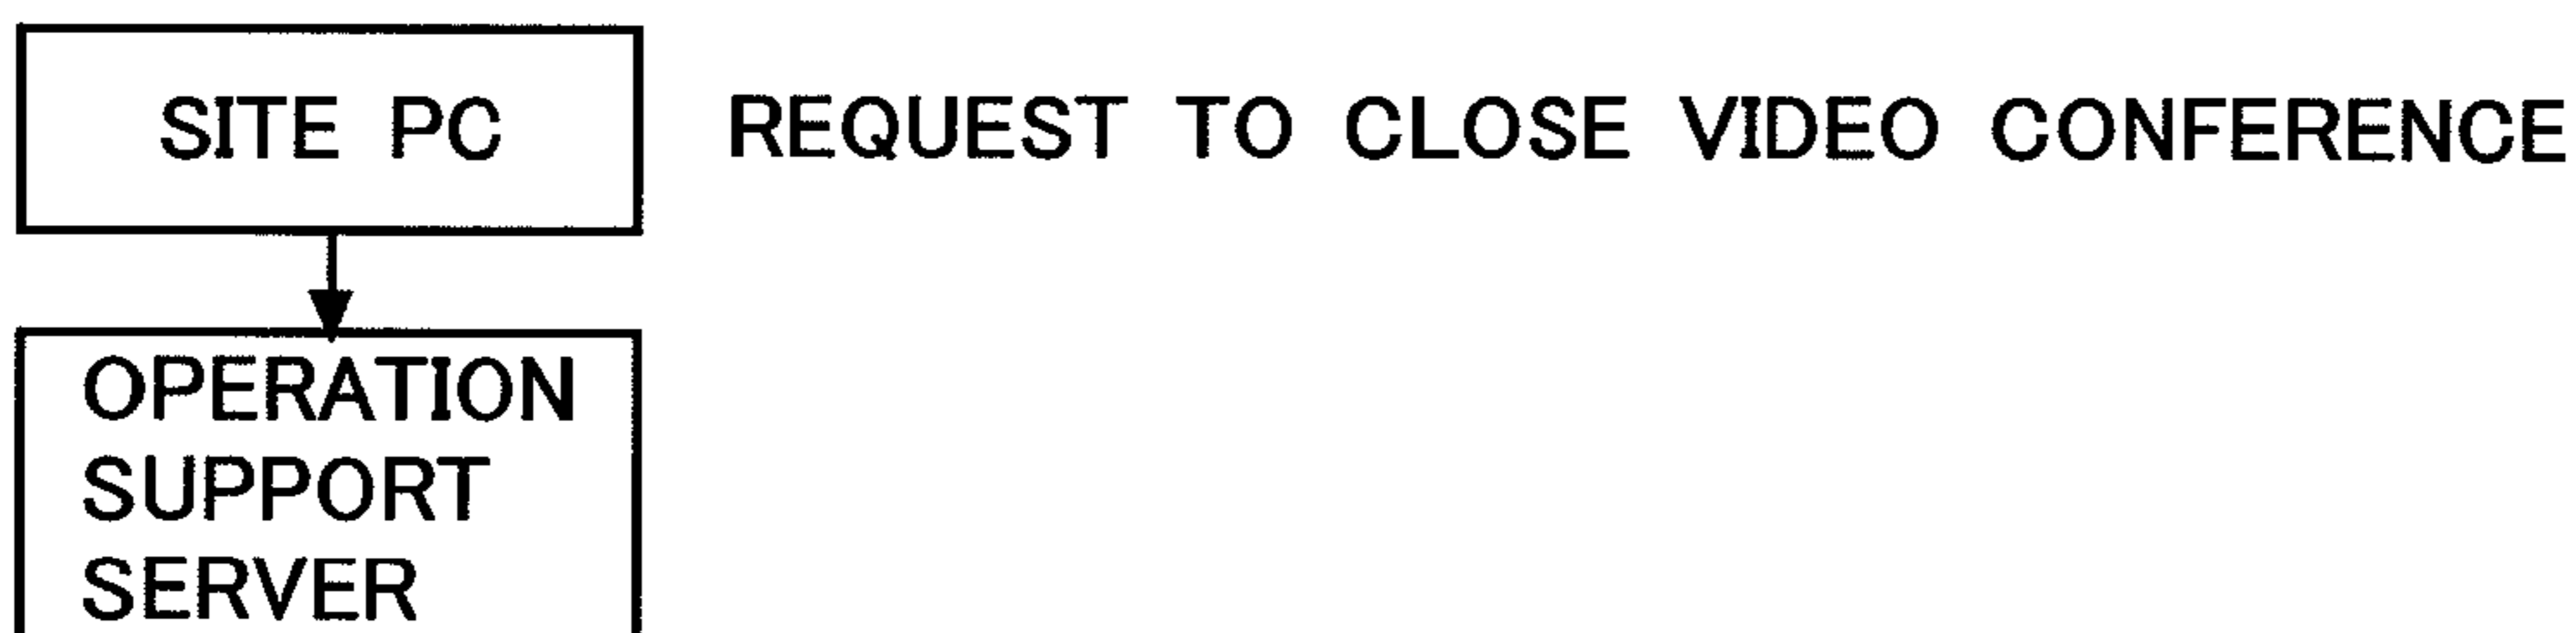 SITE PC
REQUEST TO CLOSE VIDEO CONFERENCE
OPERATION
SUPPORT
SERVER